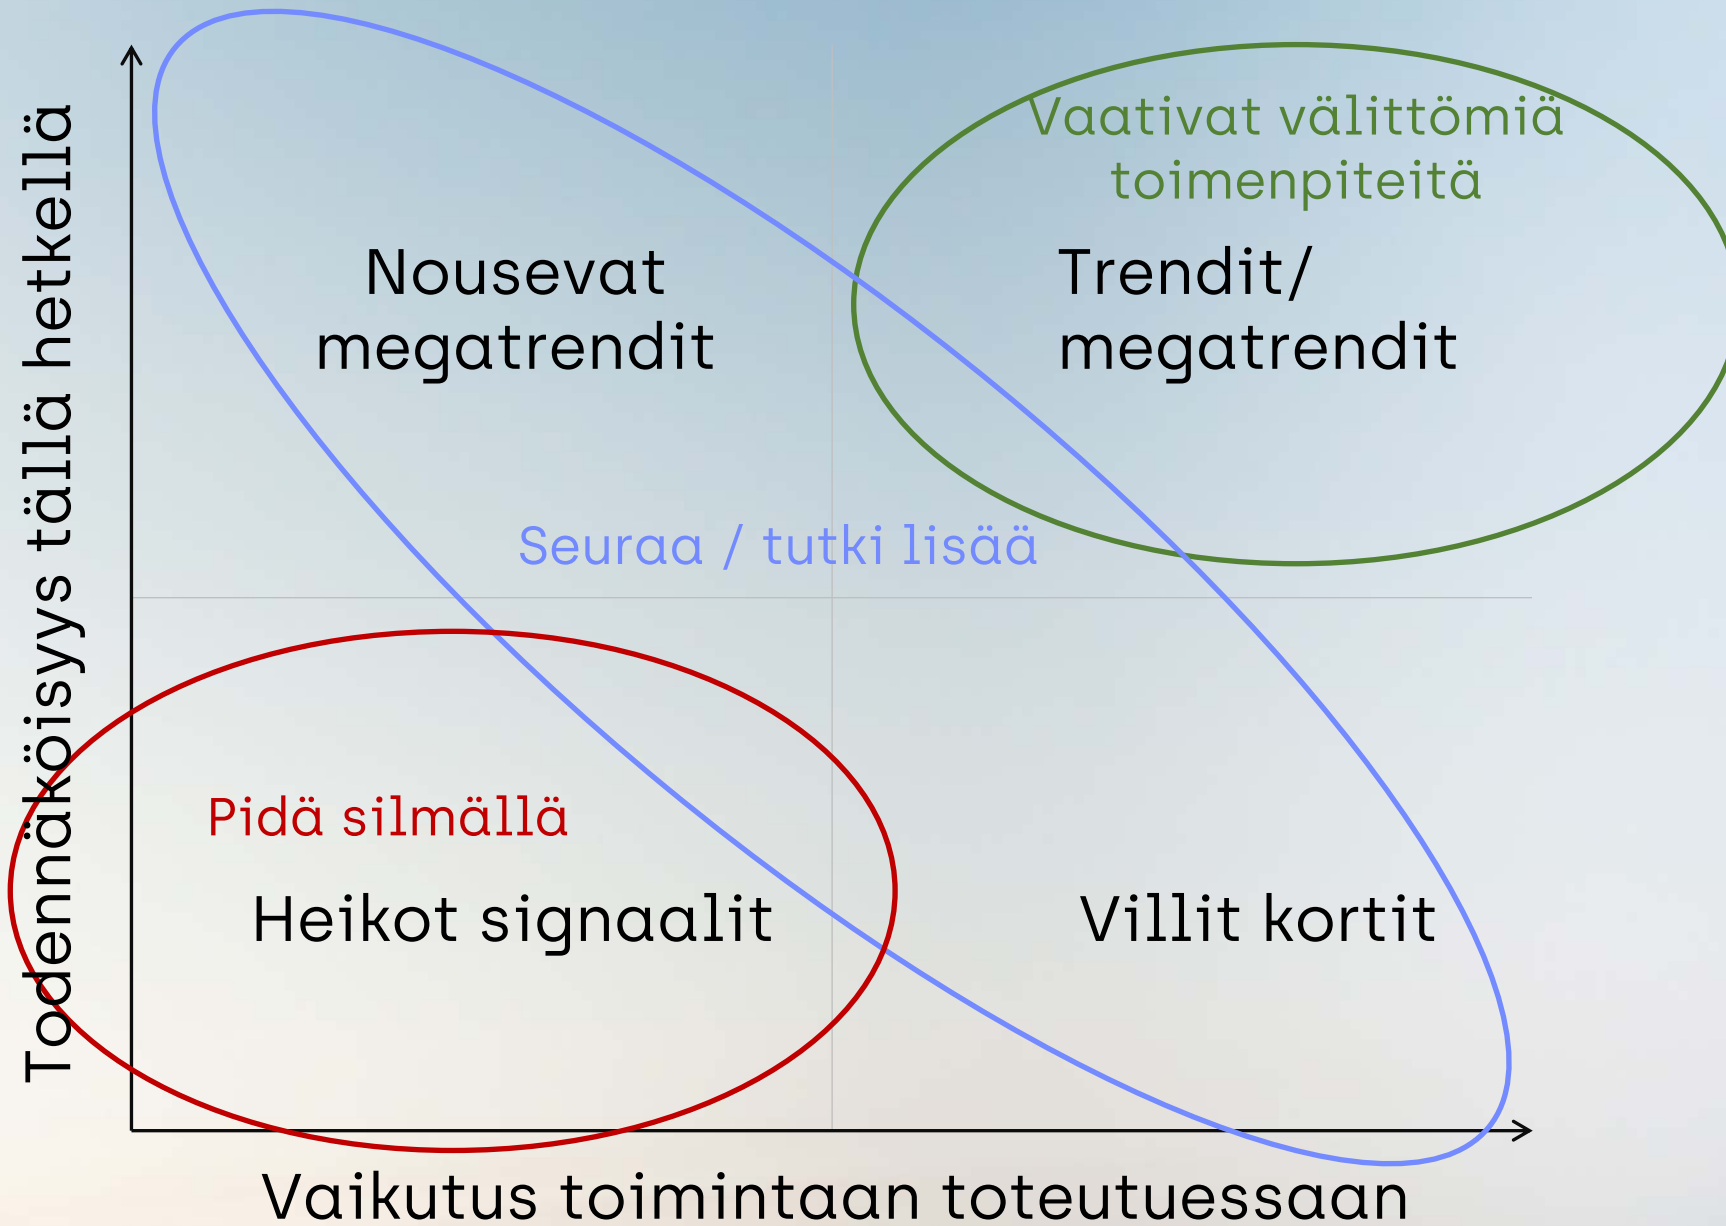 Todennäköisyys tällä hetkellä
Vaativat välittömiä
toimenpiteitä
Nousevat
megatrendit
Trendit/
megatrendit
Seuraa / tutki lisää
Pidä silmällä
Heikot signaalit
Villit kortit
Vaikutus toimintaan toteutuessaan